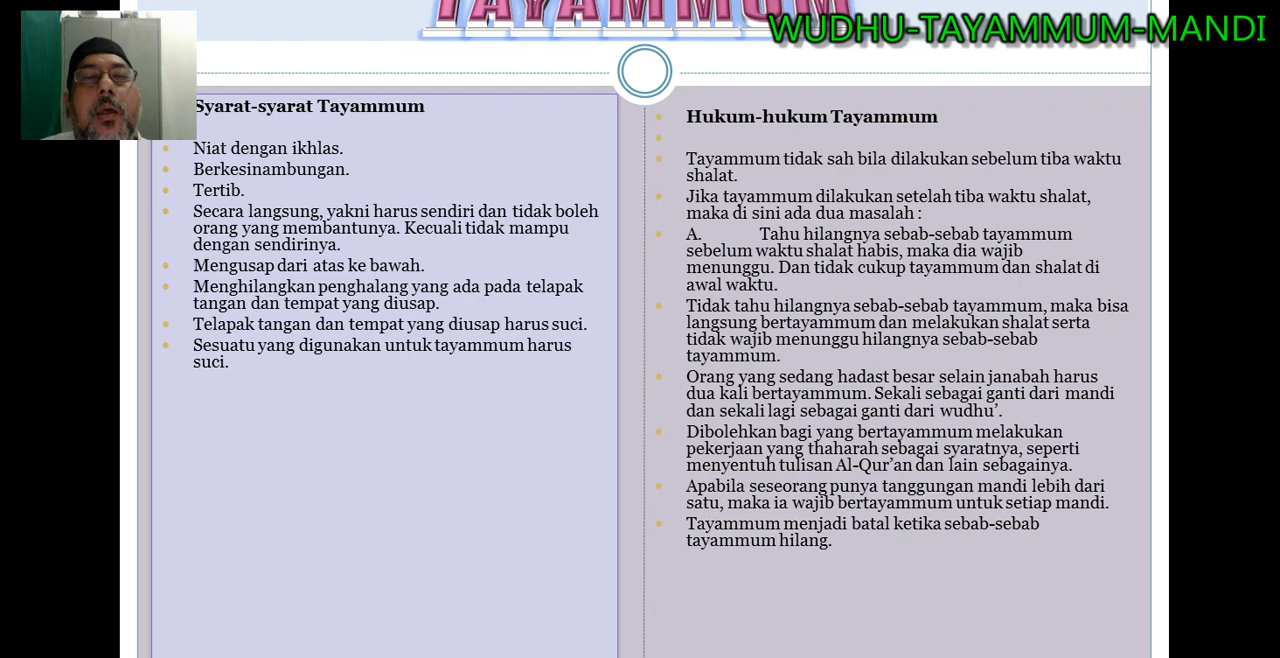 TAYAMMUM
WUDHU-TAYAMMUM-MANDI
Syarat-syarat Tayammum
Niat dengan ikhlas.
Berkesinambungan.
Tertib.
Secara langsung, yakni harus sendiri dan tidak boleh
orang yang membantunya. Kecuali tidak mampu
dengan sendirinya.
Mengusap dari atas ke bawah.
Menghilangkan penghalang yang ada pada telapak
tangan dan tempat yang diusap.
Telapak tangan dan tempat yang diusap harus suci.
Sesuatu yang digunakan untuk tayammum harus
suci.
Hukum-hukum Tayammum
Tayammum tidak sah bila dilakukan sebelum tiba waktu
shalat.
Jika tayammum dilakukan setelah tiba waktu shalat,
maka di sini ada dua masalah :
A. Tahu hilangnya sebab-sebab tayammum
sebelum waktu shalat habis, maka dia wajib
menunggu. Dan tidak cukup tayammum dan shalat di
awal waktu.
Tidak tahu hilangnya sebab-sebab tayammum, maka bisa
langsung bertayammum dan melakukan shalat serta
tidak wajib menunggu hilangnya sebab-sebab
tayammum.
Orang yang sedang hadast besar selain janabah harus
dua kali bertayammum. Sekali sebagai ganti dari mandi
dan sekali lagi sebagai ganti dari wudhu’.
Dibolehkan bagi yang bertayammum melakukan
pekerjaan yang thaharah sebagai syaratnya, seperti
menyentuh tulisan Al-Qur’an dan lain sebagainya.
Apabila seseorang punya tanggungan mandi lebih dari
satu, maka ia wajib bertayammum untuk setiap mandi.
Tayammum menjadi batal ketika sebab-sebab
tayammum hilang.